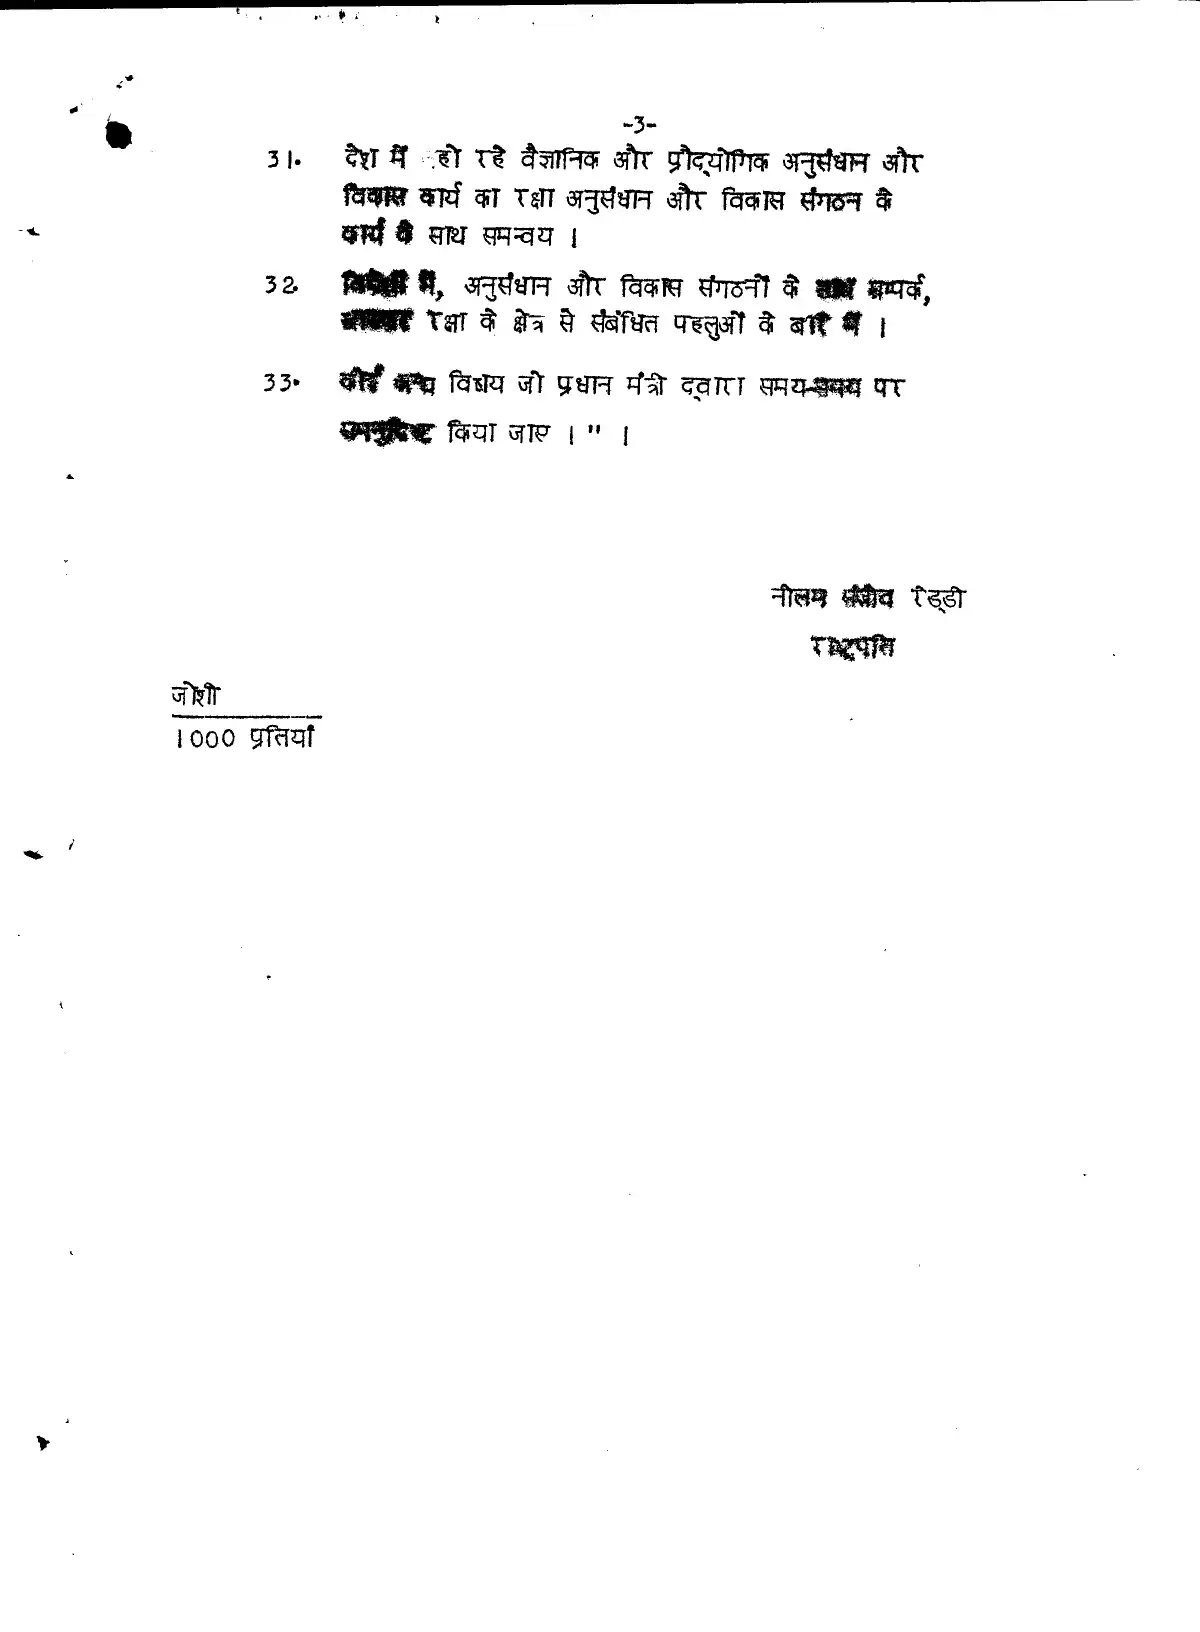 -3-
31. देश में हो रहे वैज्ञानिक और प्रौद्योगिक अनुसंधान और
विकास कार्य का रक्षा अनुसंधान और विकास संगठन के
कार्य के साथ समन्वय ।
32. विदेशों में, अनुसंधान और विकास संगठनों के साथ सम्पर्क,
रक्षा के क्षेत्र से संबंधित पहलुओं के बारे में ।
33. कोई अन्य विषय जो प्रधान मंत्री द्वारा समय-समय पर
किया जाए । " ।
नीलम संजीव रेड्डी
राष्ट्रपति
जोशी
1000 प्रतियां